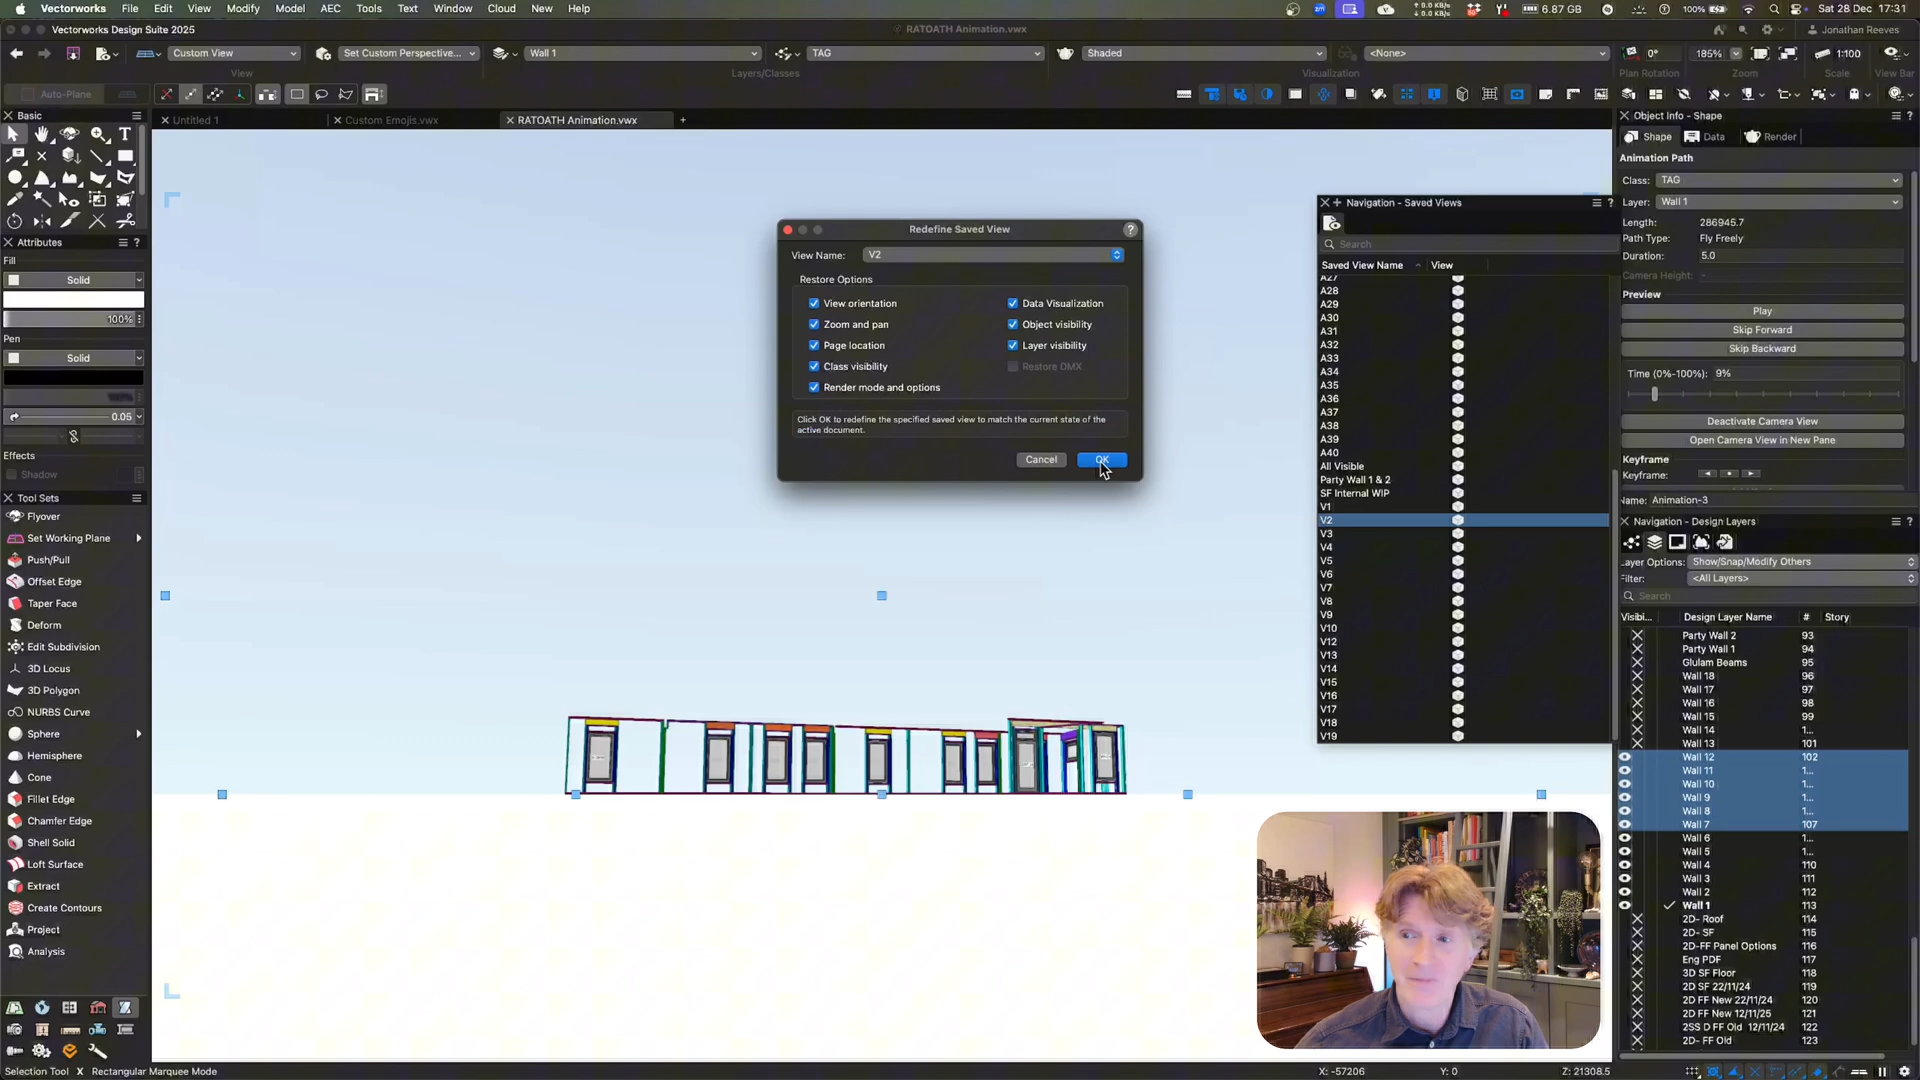 Vectorworks File Edit View Modify Model AEC Tools Text Window Cloud New Help 6.87 GB 100% Sat 28 Dec 17:31
Vectorworks Design Suite 2025 RATOATH Animation.vwx Jonathan Reeves
Custom View Set Custom Perspective... Wall 1 TAG Shaded <None> 0° 185% 1:100
View Layers/Classes Visualization Plan Rotation Zoom Scale View Bar
Auto-Plane
Untitled 1 Custom Emojis.vwx RATOATH Animation.vwx
Basic
Attributes
Fill
Solid
100%
Pen
Solid
0.05
Effects
Shadow
Tool Sets
Flyover
Set Working Plane
Push/Pull
Offset Edge
Taper Face
Deform
Edit Subdivision
3D Locus
3D Polygon
NURBS Curve
Sphere
Hemisphere
Cone
Fillet Edge
Chamfer Edge
Shell Solid
Loft Surface
Extract
Create Contours
Project
Analysis
Redefine Saved View
View Name: V2
Restore Options
View orientation Data Visualization
Zoom and pan Object visibility
Page location Layer visibility
Class visibility Restore DMX
Render mode and options
Click OK to redefine the specified saved view to match the current state of the
active document.
Cancel OK
Navigation - Saved Views
Search
Saved View Name View
A27
A28
A29
A30
A31
A32
A33
A34
A35
A36
A37
A38
A39
A40
All Visible
Party Wall 1 & 2
SF Internal WIP
V1
V2
V3
V4
V5
V6
V7
V8
V9
V10
V12
V13
V14
V15
V16
V17
V18
V19
Object Info - Shape
Shape Data Render
Animation Path
Class: TAG
Layer: Wall 1
Length: 286945.7
Path Type: Fly Freely
Duration: 5.0
Camera Height: -
Preview
Play
Skip Forward
Skip Backward
Time (0%-100%): 9%
Deactivate Camera View
Open Camera View in New Pane
Keyframe
Keyframe:
Name: Animation-3
Navigation - Design Layers
Layer Options: Show/Snap/Modify Others
Filter: <All Layers>
Search
Visibi... Design Layer Name # Story
Party Wall 2 93
Party Wall 1 94
Glulam Beams 95
Wall 18 96
Wall 17 97
Wall 16 98
Wall 15 99
Wall 14 1...
Wall 13 101
Wall 12 102
Wall 11 1...
Wall 10 1...
Wall 9 1...
Wall 8 1...
Wall 7 107
Wall 6 1...
Wall 5 1...
Wall 4 110
Wall 3 111
Wall 2 112
Wall 1 113
2D- Roof 114
2D- SF 115
2D-FF Panel Options 116
Eng PDF 117
3D SF Floor 118
2D SF 22/11/24 119
2D FF New 22/11/24 120
2D FF New 12/11/25 121
2SS D FF Old 12/11/24 122
2D- FF Old 123
Selection Tool Rectangular Marquee Mode X: -57206 Y: 0 Z: 21308.5